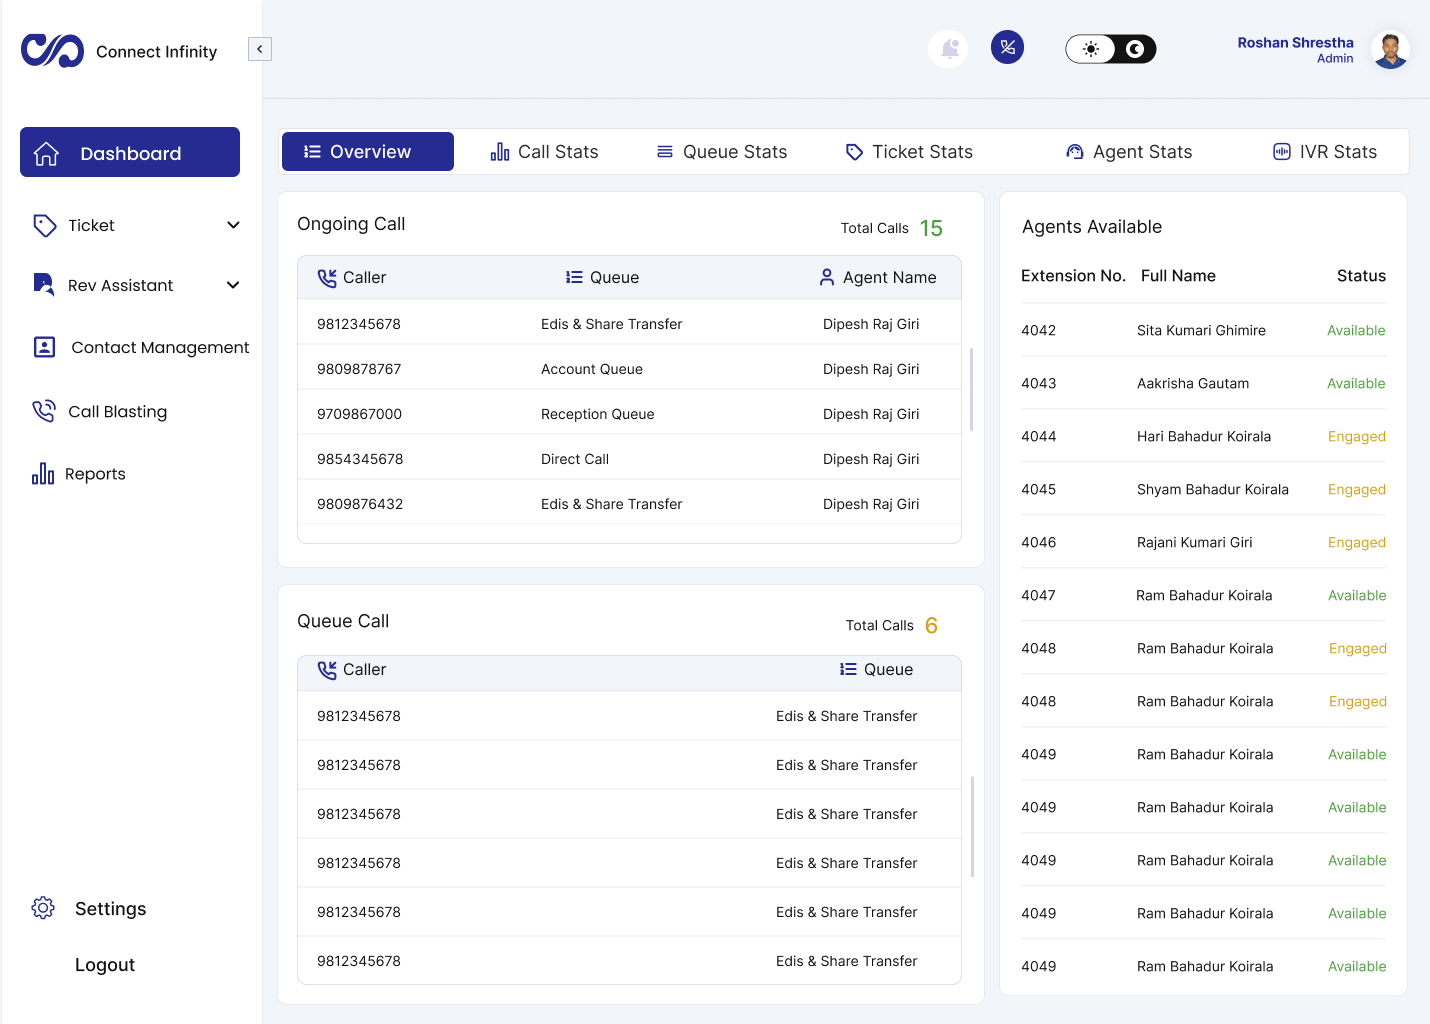 Connect Infinity
<
Roshan Shrestha
Admin
Dashboard
Ticket
Rev Assistant
Contact Management
Call Blasting
Reports
Settings
Logout
Overview Call Stats Queue Stats Ticket Stats Agent Stats IVR Stats
Ongoing Call
Total Calls 15
Caller Queue Agent Name
9812345678 Edis & Share Transfer Dipesh Raj Giri
9809878767 Account Queue Dipesh Raj Giri
9709867000 Reception Queue Dipesh Raj Giri
9854345678 Direct Call Dipesh Raj Giri
9809876432 Edis & Share Transfer Dipesh Raj Giri
Queue Call
Total Calls 6
Caller Queue
9812345678 Edis & Share Transfer
9812345678 Edis & Share Transfer
9812345678 Edis & Share Transfer
9812345678 Edis & Share Transfer
9812345678 Edis & Share Transfer
9812345678 Edis & Share Transfer
Agents Available
Extension No. Full Name Status
4042 Sita Kumari Ghimire Available
4043 Aakrisha Gautam Available
4044 Hari Bahadur Koirala Engaged
4045 Shyam Bahadur Koirala Engaged
4046 Rajani Kumari Giri Engaged
4047 Ram Bahadur Koirala Available
4048 Ram Bahadur Koirala Engaged
4048 Ram Bahadur Koirala Engaged
4049 Ram Bahadur Koirala Available
4049 Ram Bahadur Koirala Available
4049 Ram Bahadur Koirala Available
4049 Ram Bahadur Koirala Available
4049 Ram Bahadur Koirala Available